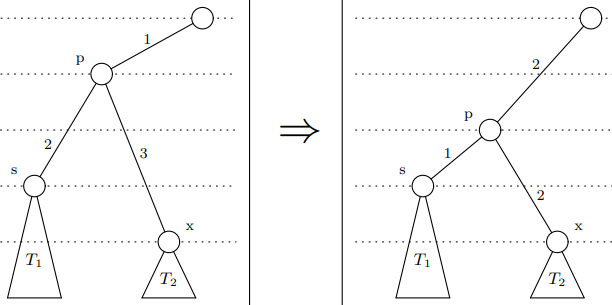 1 2
p
2 3 ⇒ p
s 1
s 2
x x
T1 T2 T1 T2